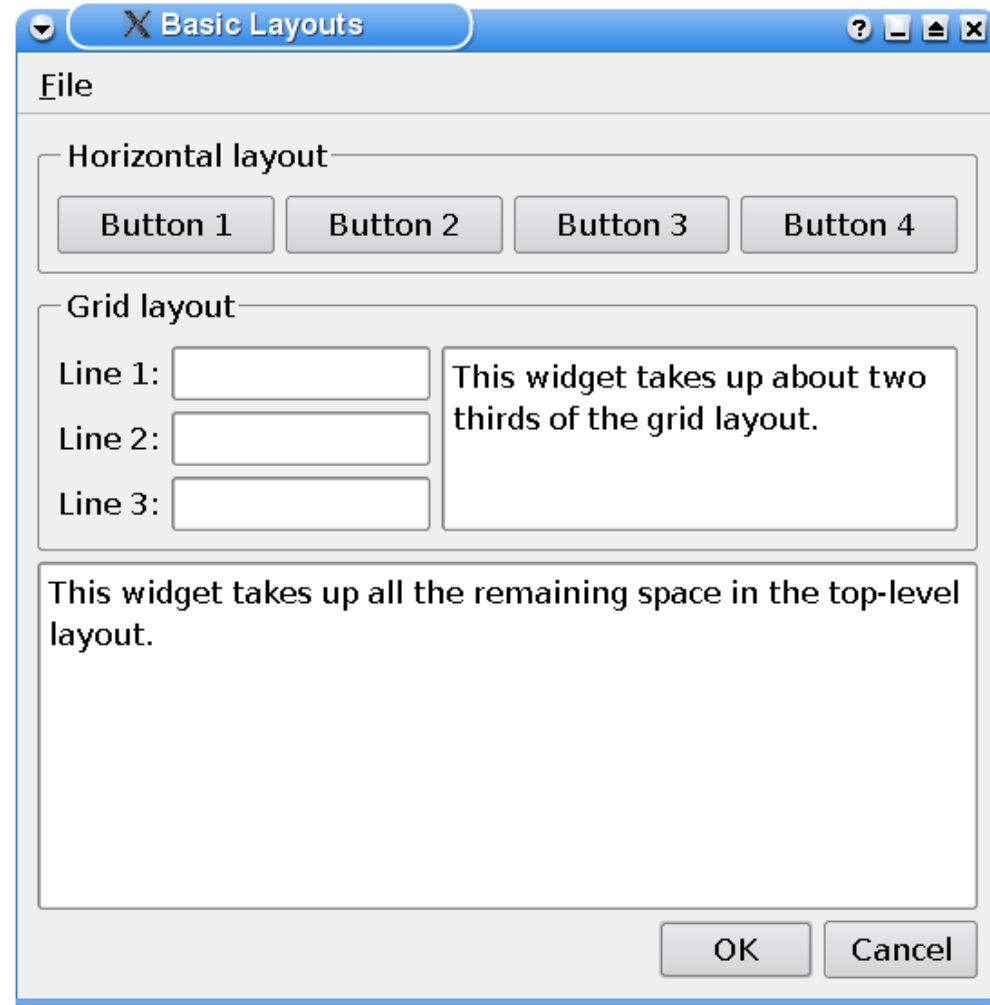 Basic Layouts
File
Horizontal layout
Button 1 Button 2 Button 3 Button 4
Grid layout
Line 1:
Line 2:
Line 3:
This widget takes up about two
thirds of the grid layout.
This widget takes up all the remaining space in the top-level
layout.
OK Cancel